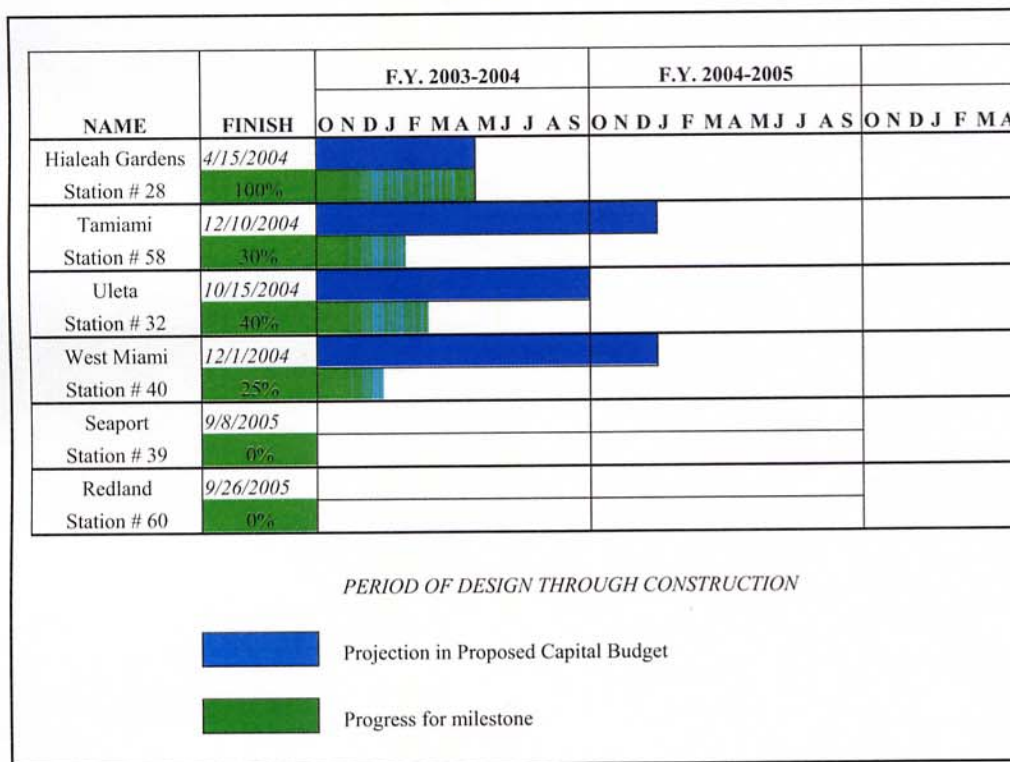 F.Y. 2003-2004 F.Y. 2004-2005
NAME FINISH O N D J F M A M J J A S O N D J F M A M J J A S O N D J F M A
Hialeah Gardens 4/15/2004
Station # 28 100%
Tamiami 12/10/2004
Station # 58 30%
Uleta 10/15/2004
Station # 32 40%
West Miami 12/1/2004
Station # 40 25%
Seaport 9/8/2005
Station # 39 0%
Redland 9/26/2005
Station # 60 0%
PERIOD OF DESIGN THROUGH CONSTRUCTION
Projection in Proposed Capital Budget
Progress for milestone